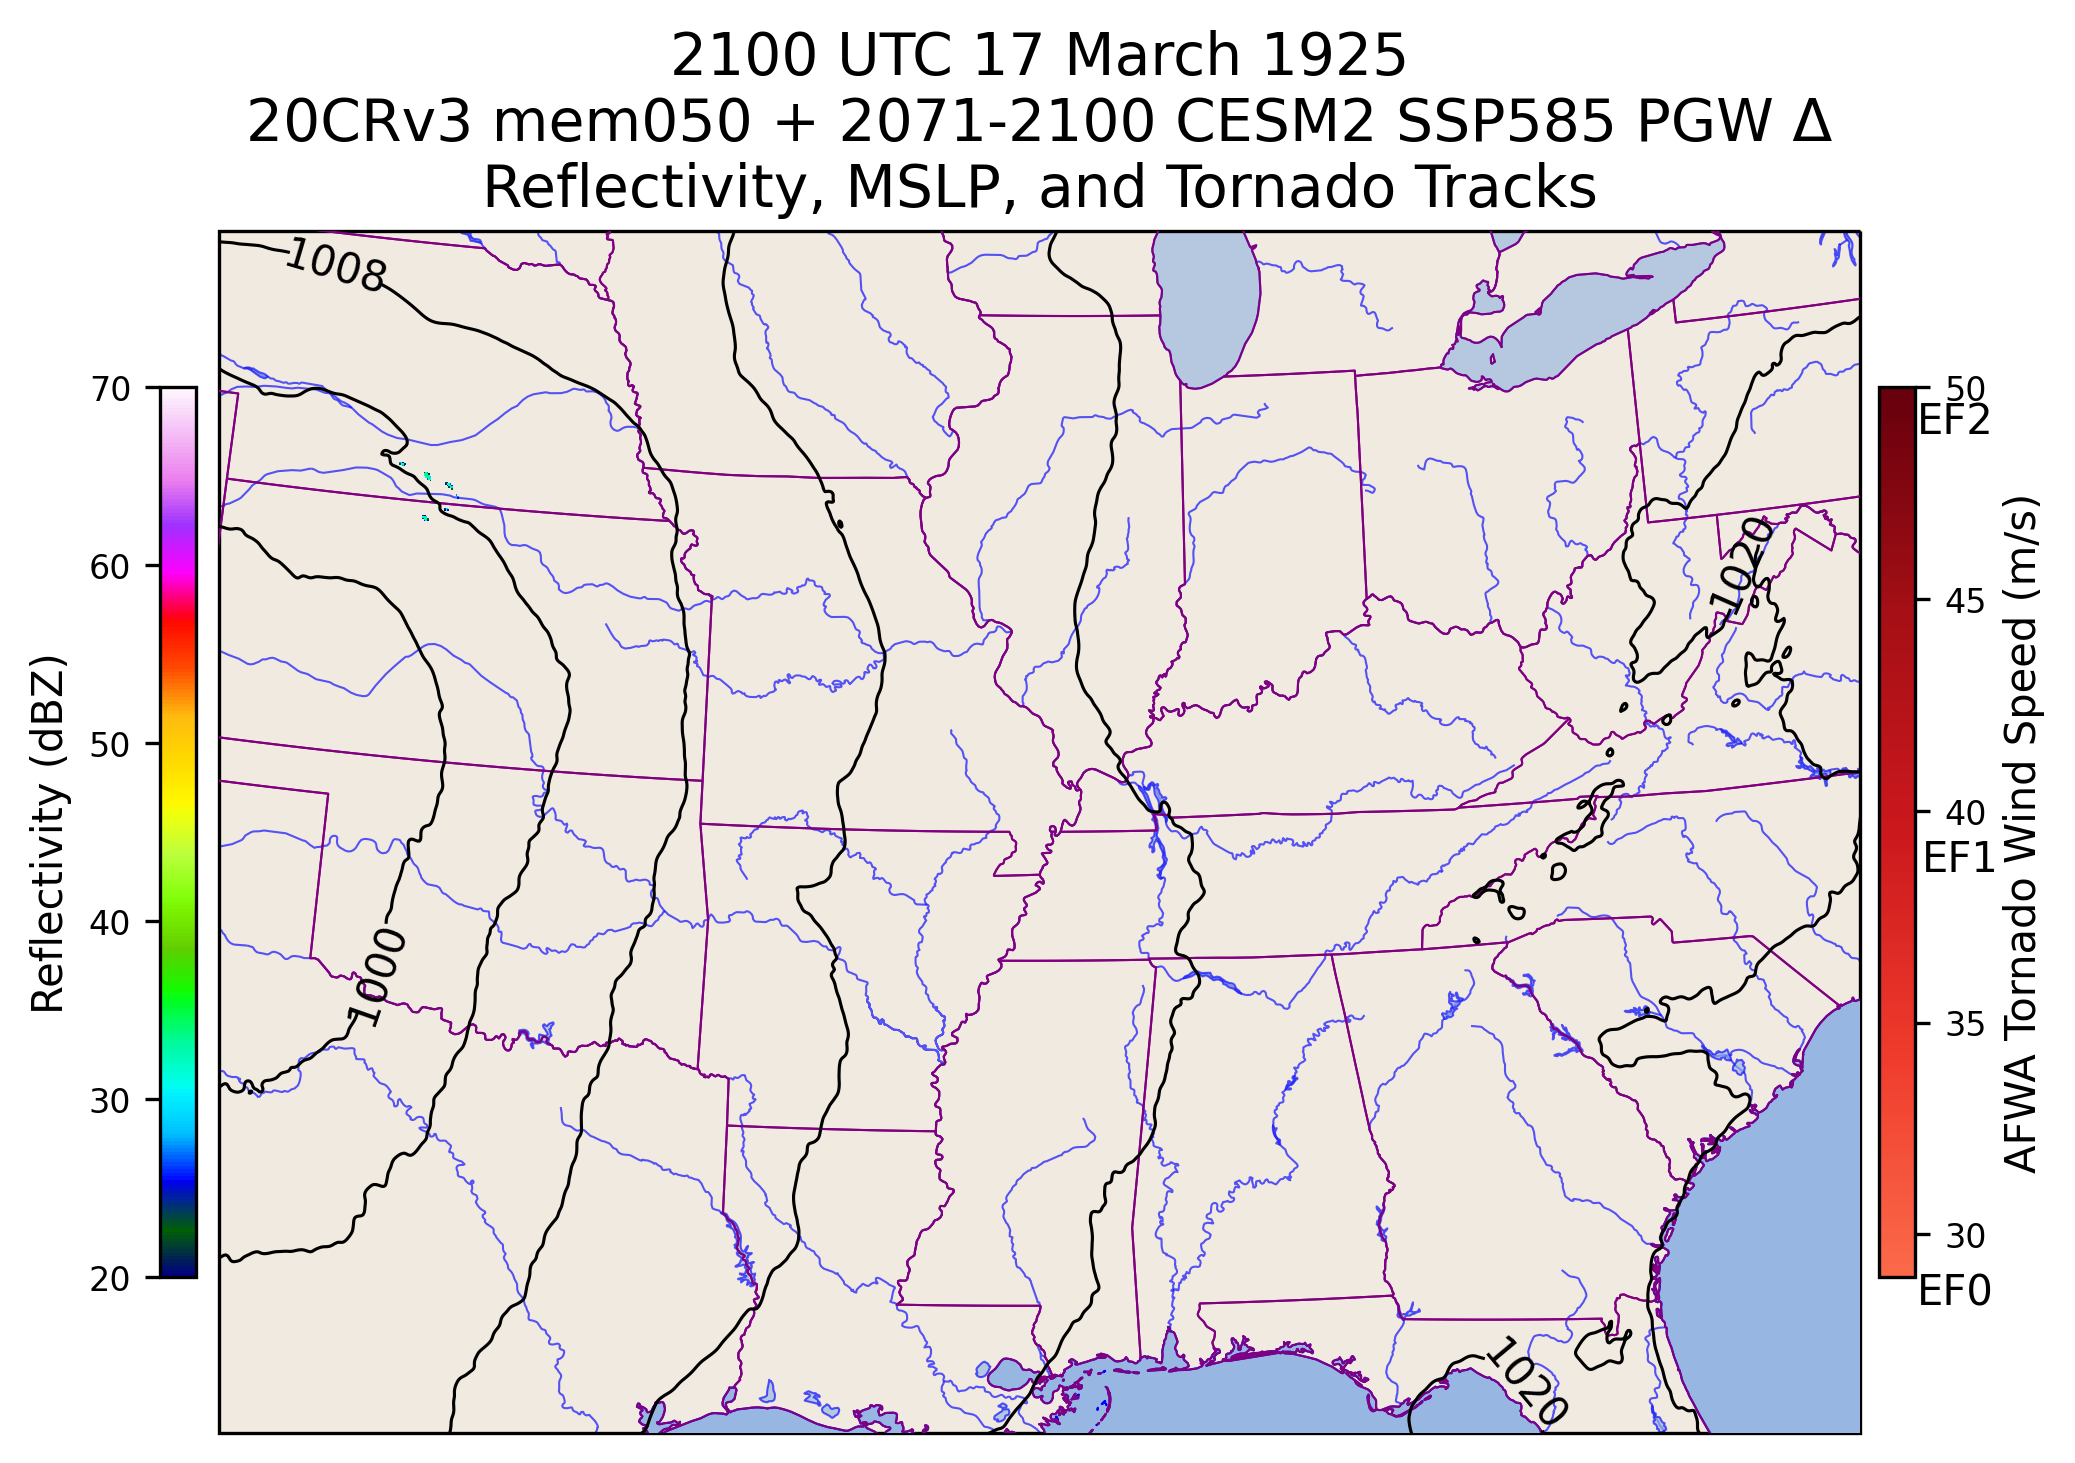 2100 UTC 17 March 1925
20CRv3 mem050 + 2071-2100 CESM2 SSP585 PGW Δ
Reflectivity, MSLP, and Tornado Tracks
Reflectivity (dBZ)
70
60
50
40
30
20
1008
1000
1020
1020
50
EF2
45
40
EF1
35
30
EF0
AFWA Tornado Wind Speed (m/s)